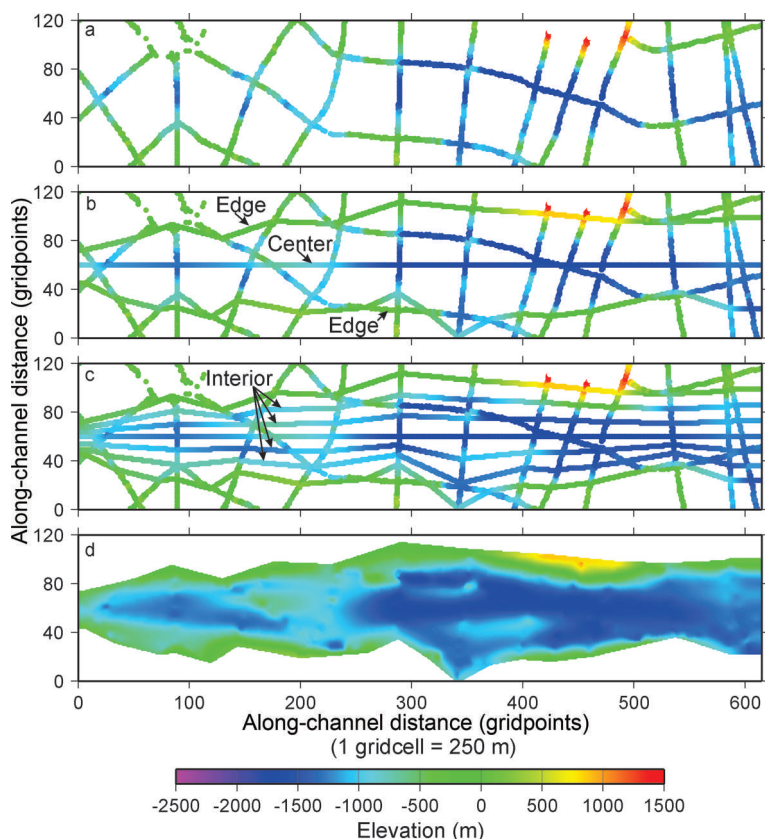 120
a
80
40
0
120
b
Edge
80
Center
40
Edge
0
120
c
Interior
80
40
0
120
d
80
40
0
Along-channel distance (gridpoints)
0 100 200 300 400 500 600
Along-channel distance (gridpoints)
(1 gridcell = 250 m)
-2500 -2000 -1500 -1000 -500 0 500 1000 1500
Elevation (m)